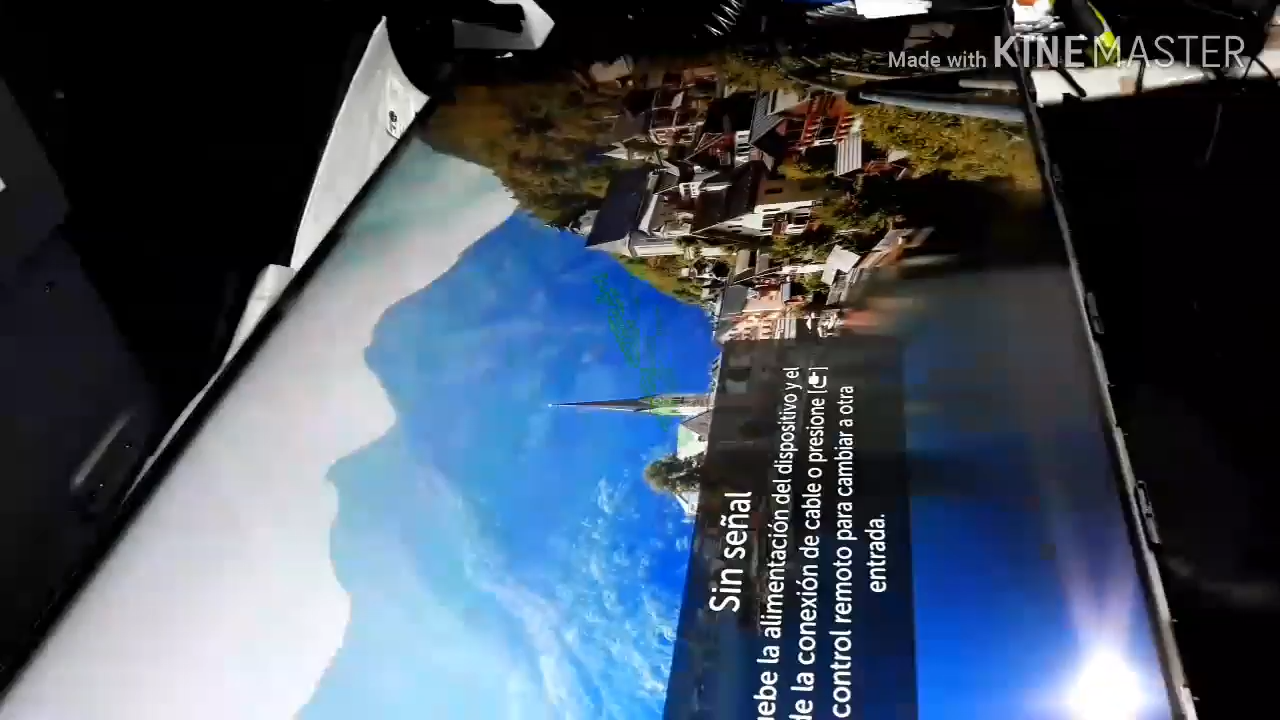 Made with KINEMASTER
Sin señal
uebe la alimentación del dispositivo y el
de la conexión de cable o presione [ ]
control remoto para cambiar a otra
entrada.